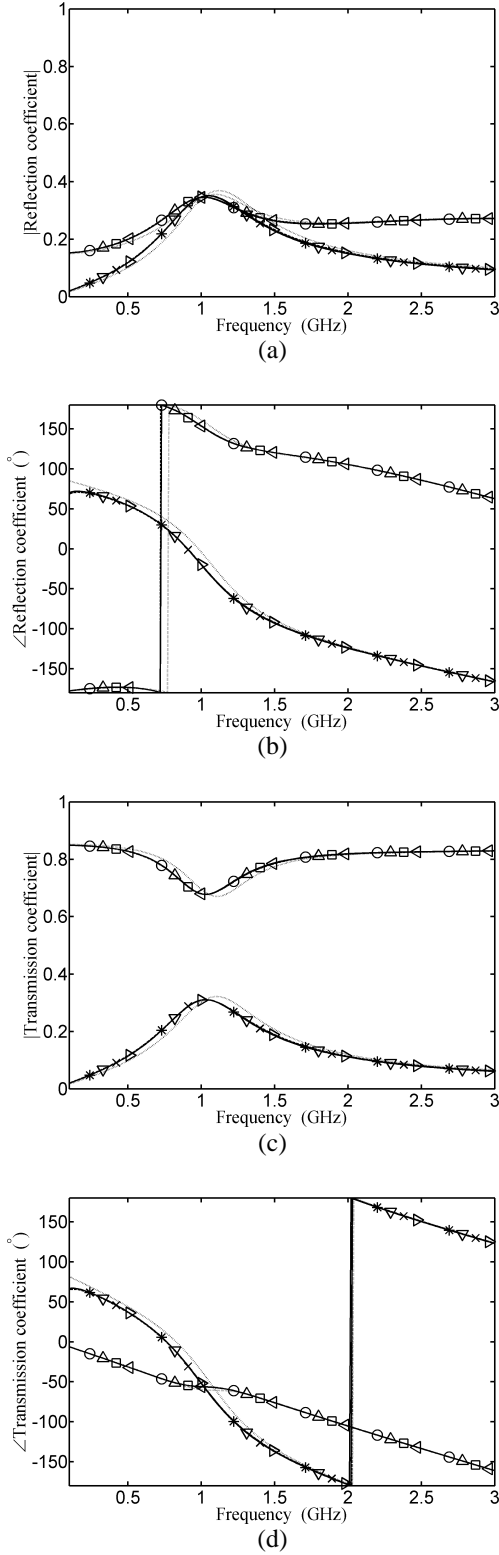 1
0.8
0.6
0.4
0.2
0
|Reflection coefficient|
0.5 1 1.5 2 2.5 3
Frequency (GHz)
(a)
150
100
50
0
-50
-100
-150
∠Reflection coefficient (°)
0.5 1 1.5 2 2.5 3
Frequency (GHz)
(b)
1
0.8
0.6
0.4
0.2
0
|Transmission coefficient|
0.5 1 1.5 2 2.5 3
Frequency (GHz)
(c)
150
100
50
0
-50
-100
-150
∠Transmission coefficient (°)
0.5 1 1.5 2 2.5 3
Frequency (GHz)
(d)